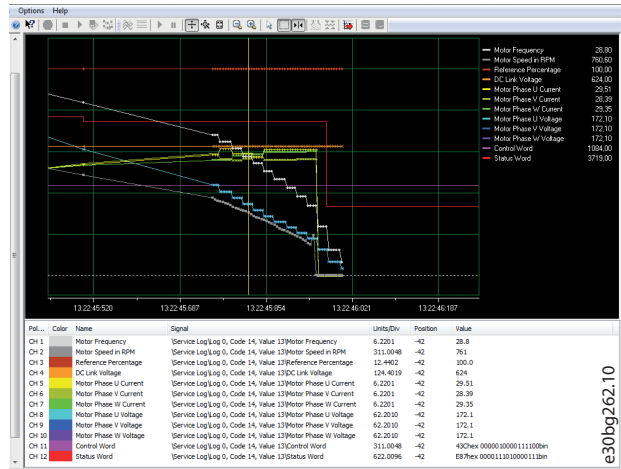 Options Help
Motor Frequency 28,80
Motor Speed in RPM 760,60
Reference Percentage 100,00
DC Link Voltage 624,00
Motor Phase U Current 29,51
Motor Phase V Current 28,39
Motor Phase W Current 29,35
Motor Phase U Voltage 172,10
Motor Phase V Voltage 172,10
Motor Phase W Voltage 172,10
Control Word 1084,00
Status Word 3719,00
13:22:45:520 13:22:45:687 13:22:45:854 13:22:46:021 13:22:46:187
Pol... Color Name Signal Units/Div Position Value
CH 1 Motor Frequency \Service Log\Log 0, Code 14, Value 13\Motor Frequency 6.2201 -42 28.8
CH 2 Motor Speed in RPM \Service Log\Log 0, Code 14, Value 13\Motor Speed in RPM 311.0048 -42 761
CH 3 Reference Percentage \Service Log\Log 0, Code 14, Value 13\Reference Percentage 12.4402 -42 100.0
CH 4 DC Link Voltage \Service Log\Log 0, Code 14, Value 13\DC Link Voltage 124.4019 -42 624
CH 5 Motor Phase U Current \Service Log\Log 0, Code 14, Value 13\Motor Phase U Current 6.2201 -42 29.51
CH 6 Motor Phase V Current \Service Log\Log 0, Code 14, Value 13\Motor Phase V Current 6.2201 -42 28.39
CH 7 Motor Phase W Current \Service Log\Log 0, Code 14, Value 13\Motor Phase W Current 6.2201 -42 29.35
CH 8 Motor Phase U Voltage \Service Log\Log 0, Code 14, Value 13\Motor Phase U Voltage 62.2010 -42 172.1
CH 9 Motor Phase V Voltage \Service Log\Log 0, Code 14, Value 13\Motor Phase V Voltage 62.2010 -42 172.1
CH 10 Motor Phase W Voltage \Service Log\Log 0, Code 14, Value 13\Motor Phase W Voltage 62.2010 -42 172.1
CH 11 Control Word \Service Log\Log 0, Code 14, Value 13\Control Word 311.0048 -42 43Chex 0000010000111100bin
CH 12 Status Word \Service Log\Log 0, Code 14, Value 13\Status Word 622.0096 -42 E87hex 0000111010000111bin
e30bg262.10